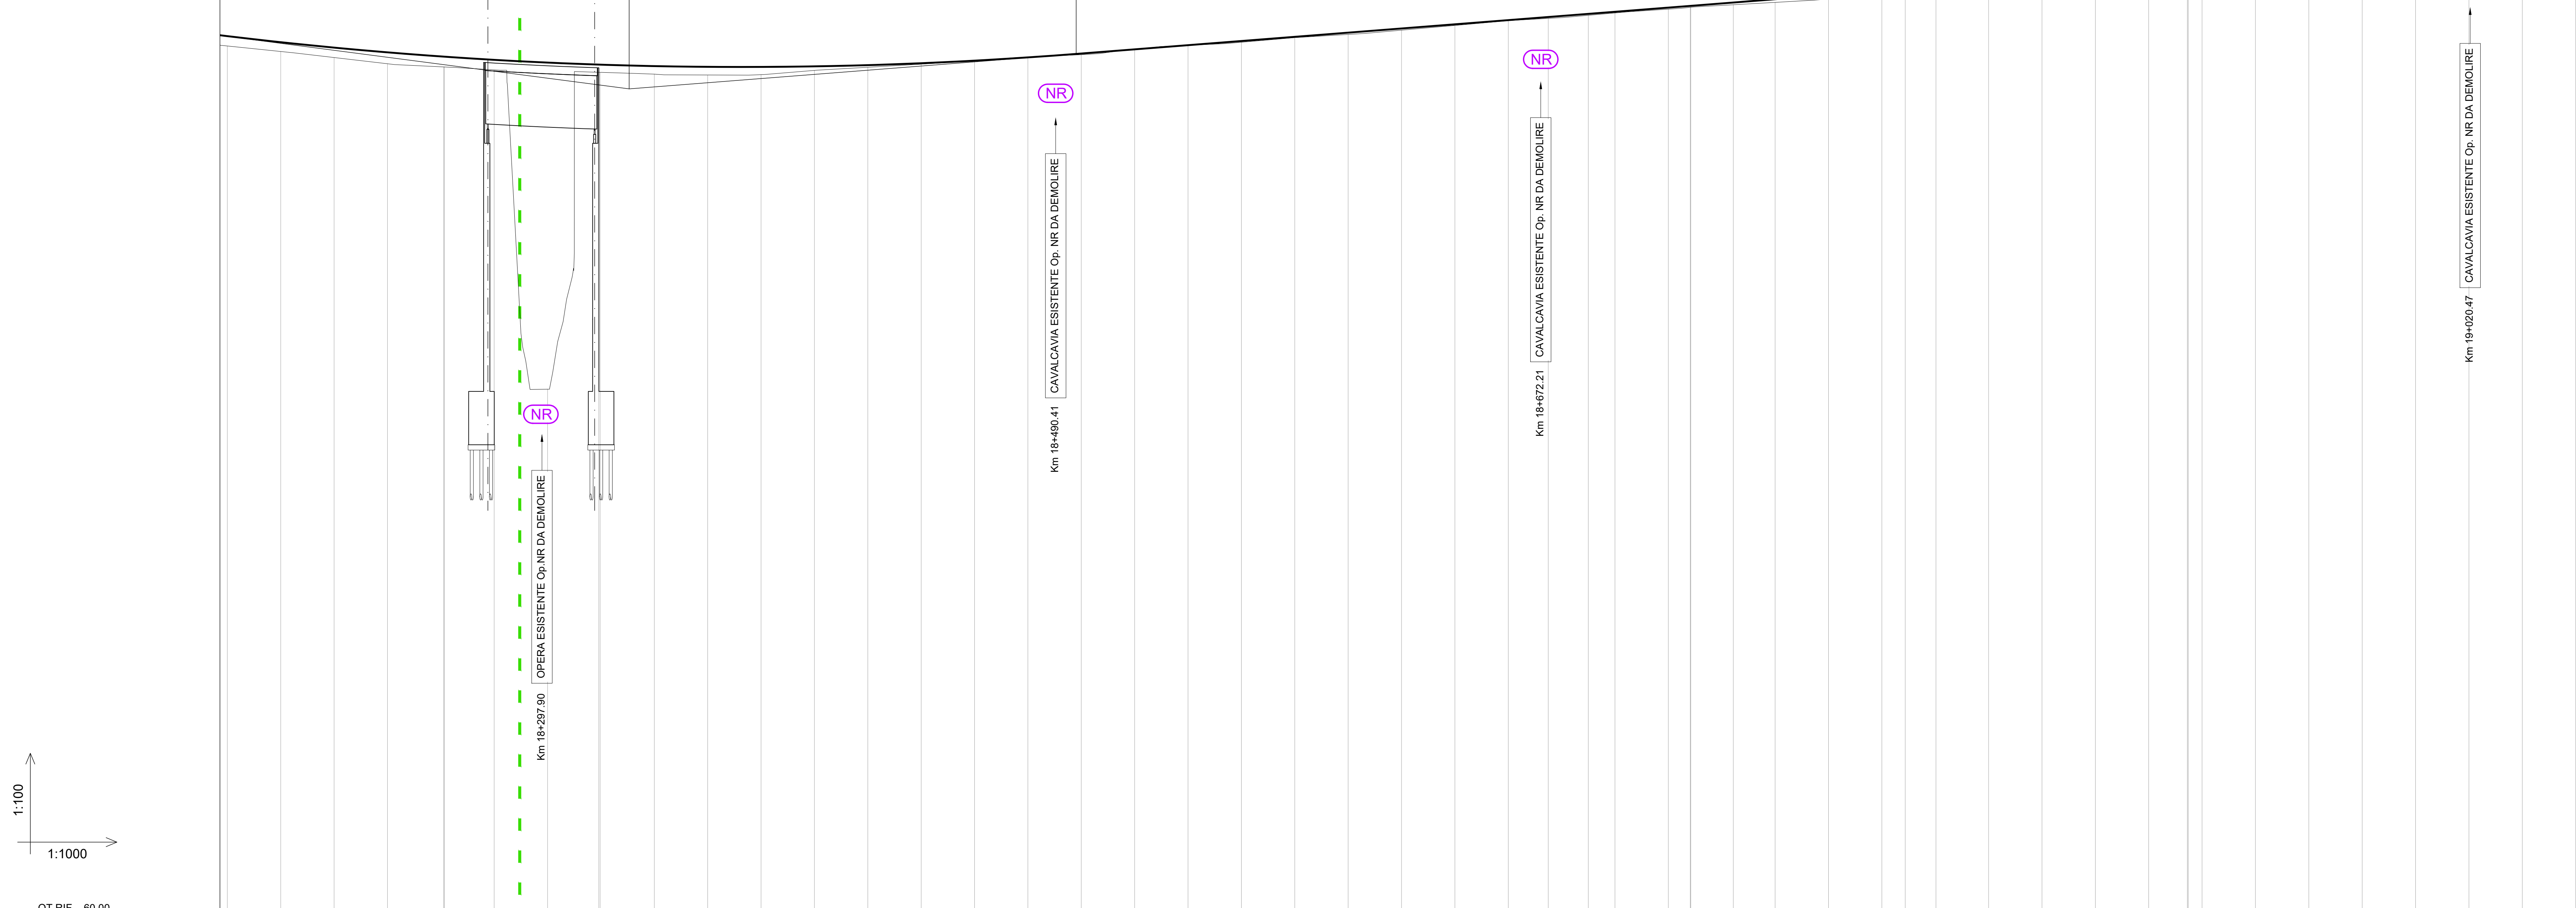 NR
OPERA ESISTENTE Op.NR DA DEMOLIRE
Km 18+297.90
NR
CAVALCAVIA ESISTENTE Op. NR DA DEMOLIRE
Km 18+490.41
NR
CAVALCAVIA ESISTENTE Op. NR DA DEMOLIRE
Km 18+672.21
CAVALCAVIA ESISTENTE Op. NR DA DEMOLIRE
Km 19+020.47
1:100
1:1000